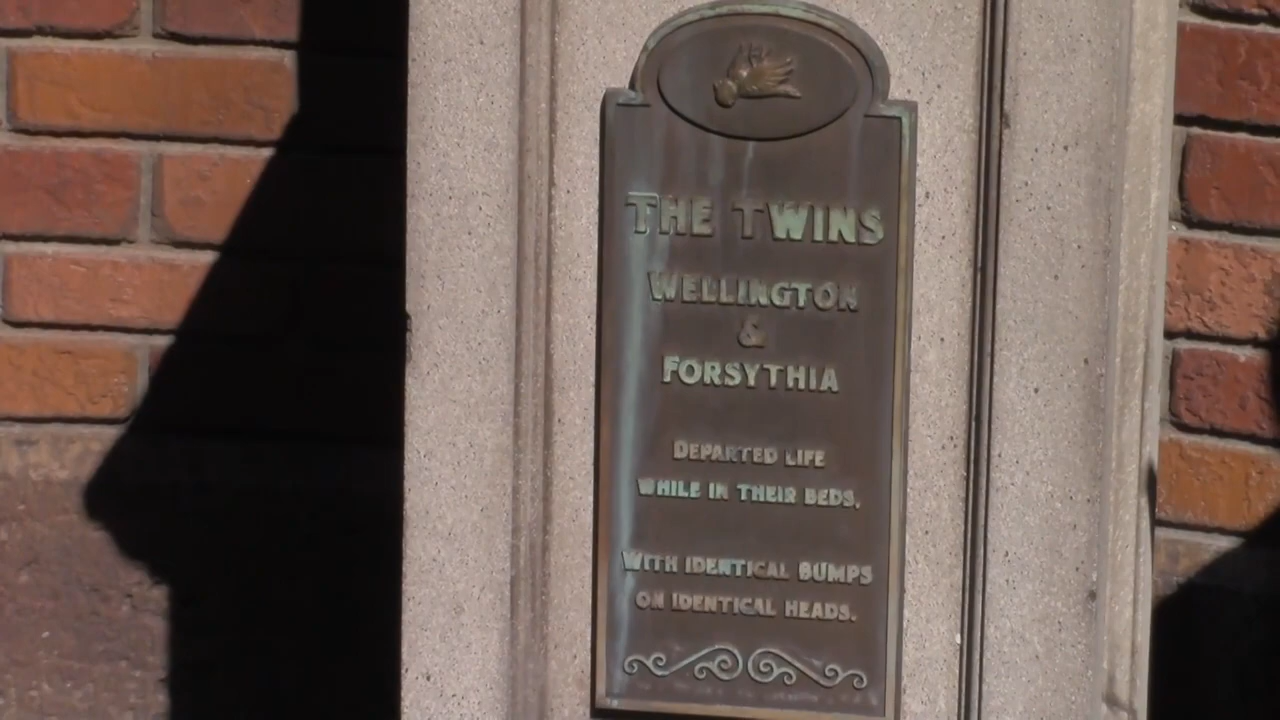 THE TWINS
WELLINGTON
&
FORSYTHIA
DEPARTED LIFE
WHILE IN THEIR BEDS.
WITH IDENTICAL BUMPS
ON IDENTICAL HEADS.